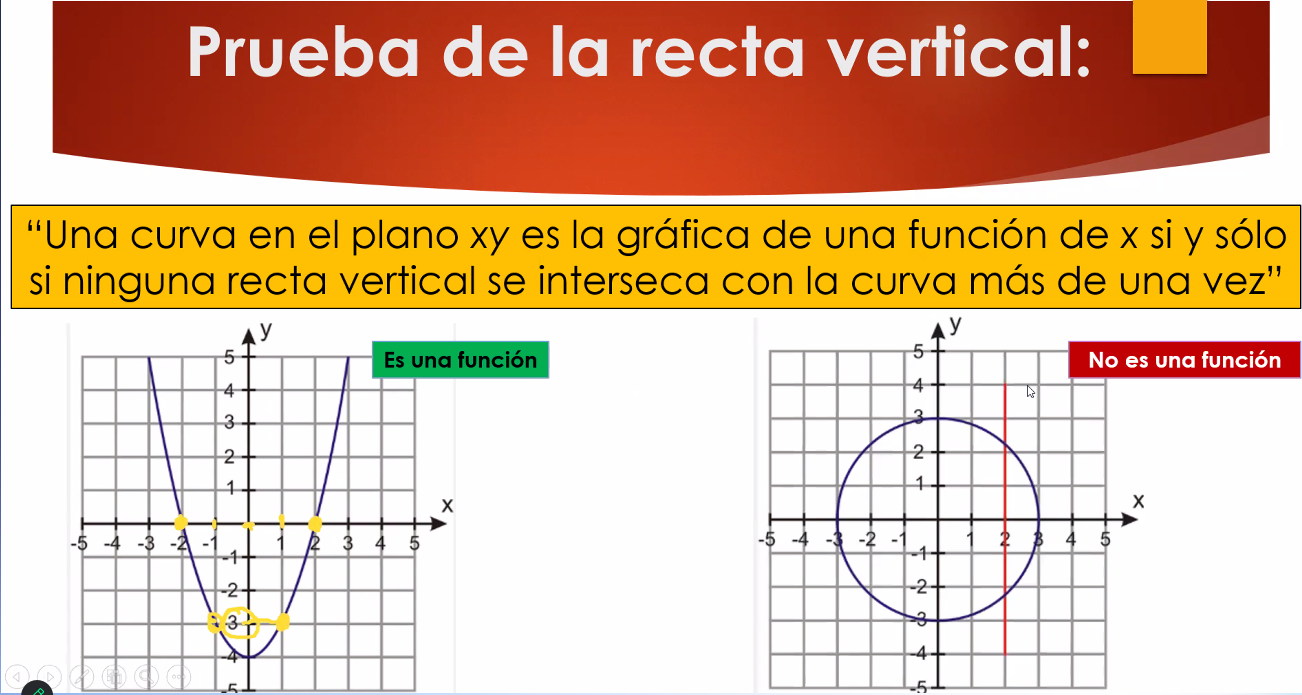 Prueba de la recta vertical:
“Una curva en el plano xy es la gráfica de una función de x si y sólo
si ninguna recta vertical se interseca con la curva más de una vez”
y
Es una función
5
4
3
2
1
x
-5 -4 -3 -2 -1 1 2 3 4 5
-1
-2
-3
-4
-5
y
No es una función
5
4
3
2
1
x
-5 -4 -3 -2 -1 1 2 3 4 5
-1
-2
-3
-4
-5